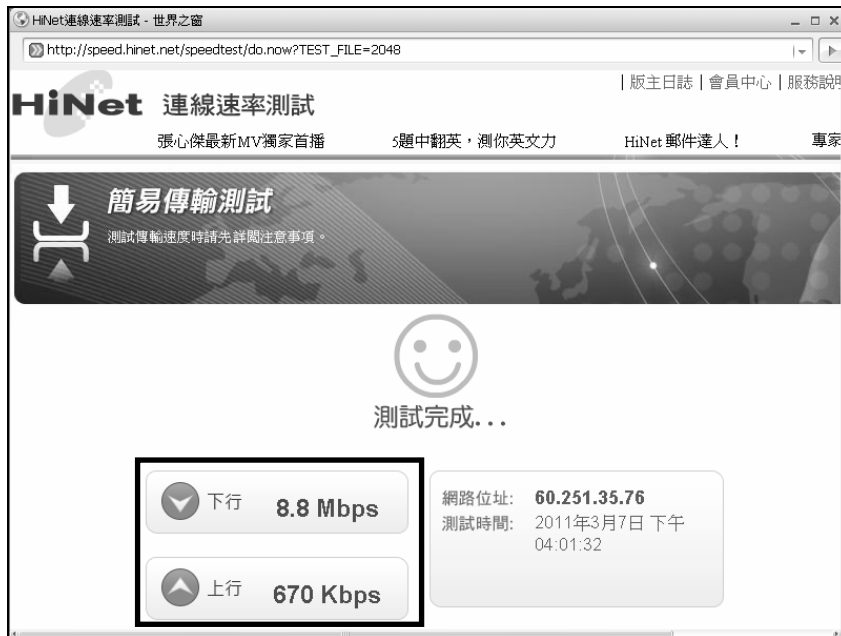 HiNet連線速率測試 - 世界之窗
http://speed.hinet.net/speedtest/do.now?TEST_FILE=2048
版主日誌 | 會員中心 | 服務說明
HiNet 連線速率測試
張心傑最新MV獨家首播 5題中翻英，測你英文力 HiNet 郵件達人！ 專家
簡易傳輸測試
測試傳輸速度時請先詳閱注意事項。
測試完成...
下行 8.8 Mbps
上行 670 Kbps
網路位址: 60.251.35.76
測試時間: 2011年3月7日 下午
04:01:32